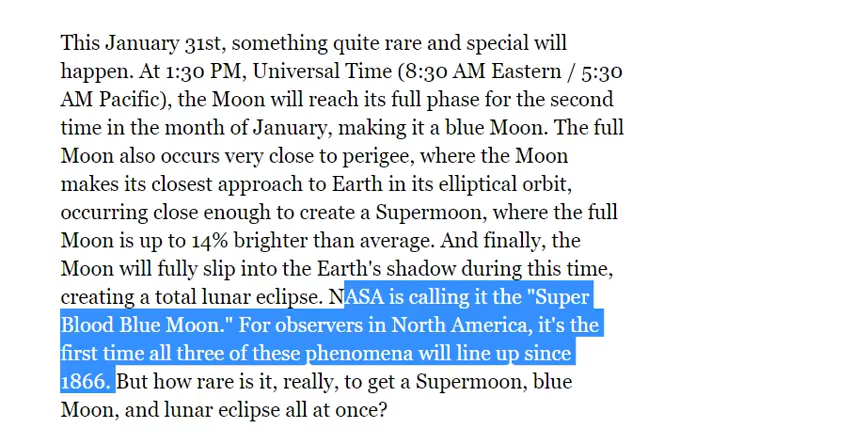 This January 31st, something quite rare and special will
happen. At 1:30 PM, Universal Time (8:30 AM Eastern / 5:30
AM Pacific), the Moon will reach its full phase for the second
time in the month of January, making it a blue Moon. The full
Moon also occurs very close to perigee, where the Moon
makes its closest approach to Earth in its elliptical orbit,
occurring close enough to create a Supermoon, where the full
Moon is up to 14% brighter than average. And finally, the
Moon will fully slip into the Earth's shadow during this time,
creating a total lunar eclipse. NASA is calling it the "Super
Blood Blue Moon." For observers in North America, it's the
first time all three of these phenomena will line up since
1866. But how rare is it, really, to get a Supermoon, blue
Moon, and lunar eclipse all at once?